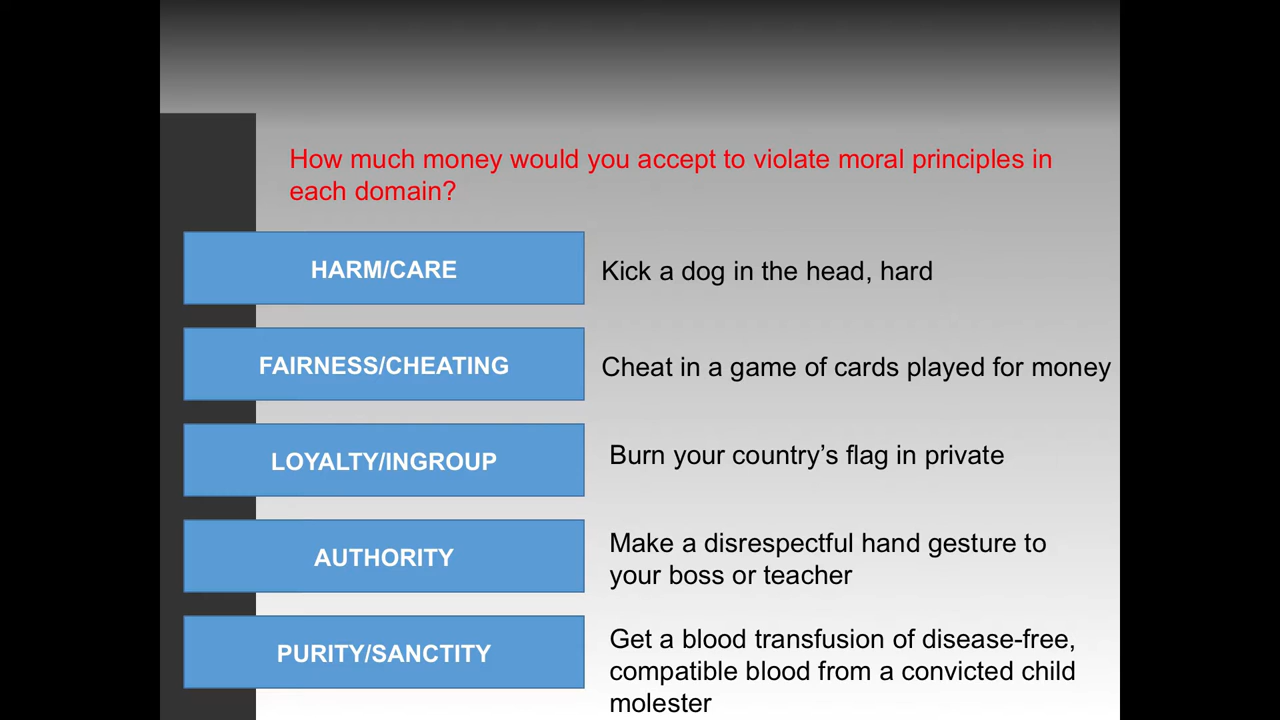 How much money would you accept to violate moral principles in
each domain?
HARM/CARE
Kick a dog in the head, hard
FAIRNESS/CHEATING
Cheat in a game of cards played for money
LOYALTY/INGROUP
Burn your country’s flag in private
AUTHORITY
Make a disrespectful hand gesture to
your boss or teacher
PURITY/SANCTITY
Get a blood transfusion of disease-free,
compatible blood from a convicted child
molester